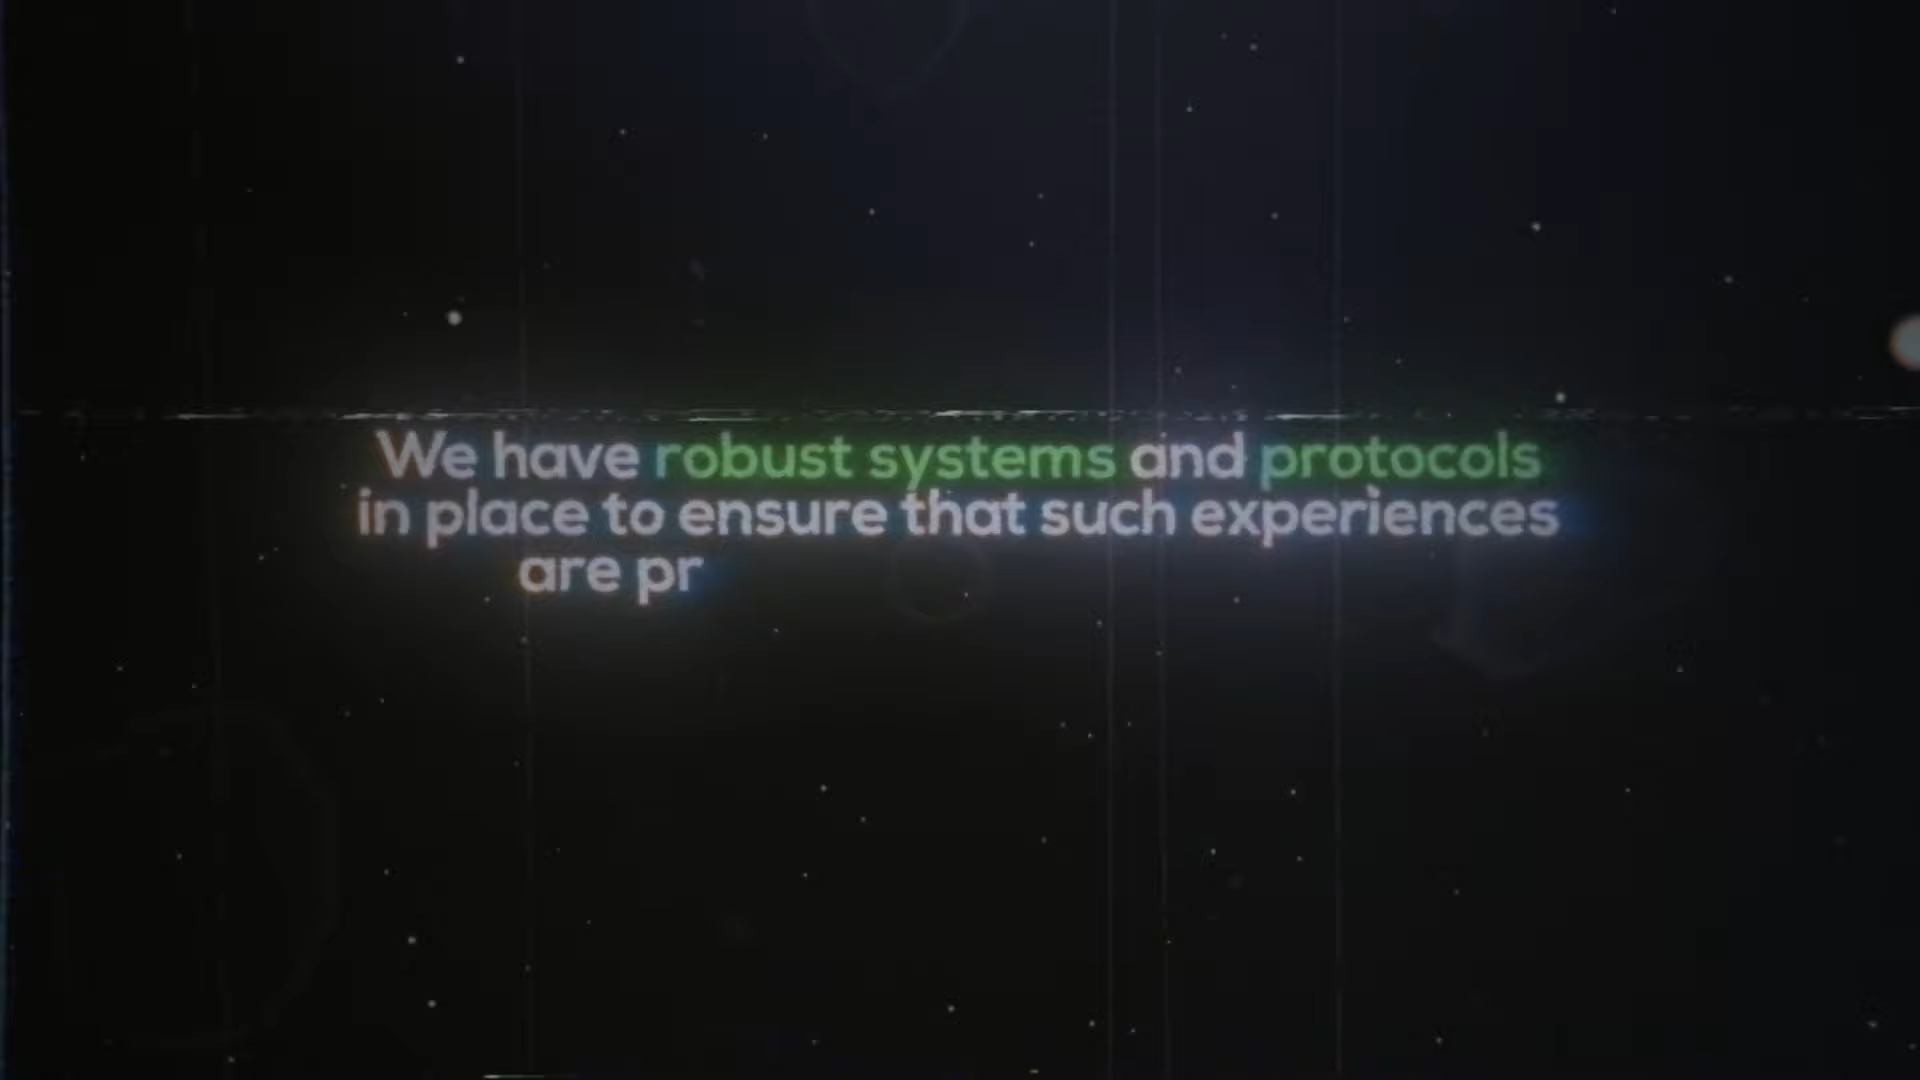 We have robust systems and protocols
in place to ensure that such experiences
are pr